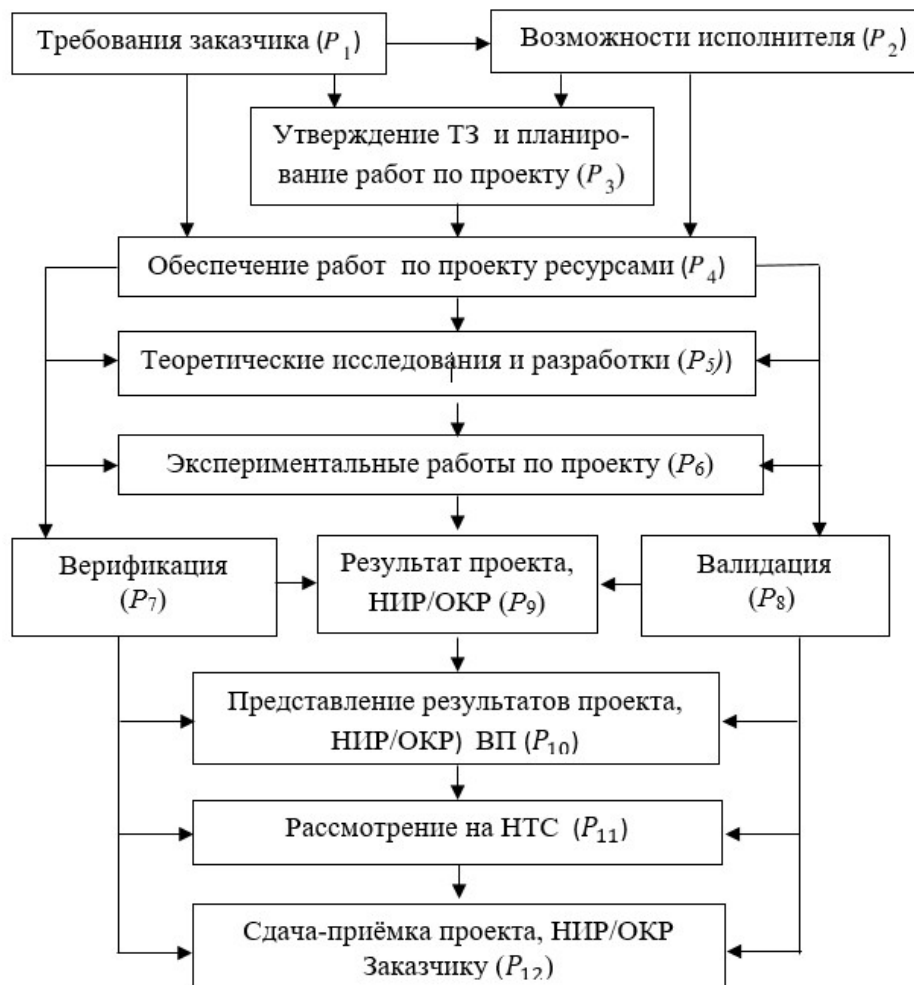 Требования заказчика (P1)
Возможности исполнителя (P2)
Утверждение ТЗ и планиро-
вание работ по проекту (P3)
Обеспечение работ по проекту ресурсами (P4)
Теоретические исследования и разработки (P5))
Экспериментальные работы по проекту (P6)
Верификация
(P7)
Результат проекта,
НИР/ОКР (P9)
Валидация
(P8)
Представление результатов проекта,
НИР/ОКР) ВП (P10)
Рассмотрение на НТС (P11)
Сдача-приёмка проекта, НИР/ОКР
Заказчику (P12)